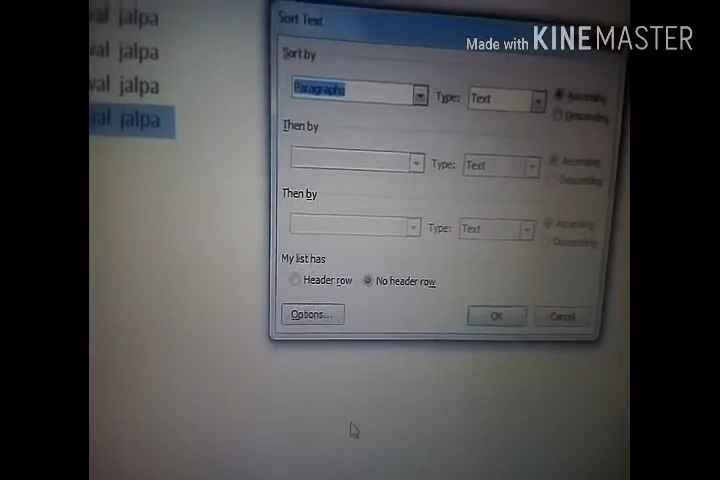 val jalpa
val jalpa
val jalpa
val jalpa
Sort Text
Made with KINEMASTER
Sort by
Paragraphs Type: Text Ascending
Descending
Then by
Type: Text Ascending
Descending
Then by
Type: Text Ascending
Descending
My list has
Header row No header row
Options... OK Cancel